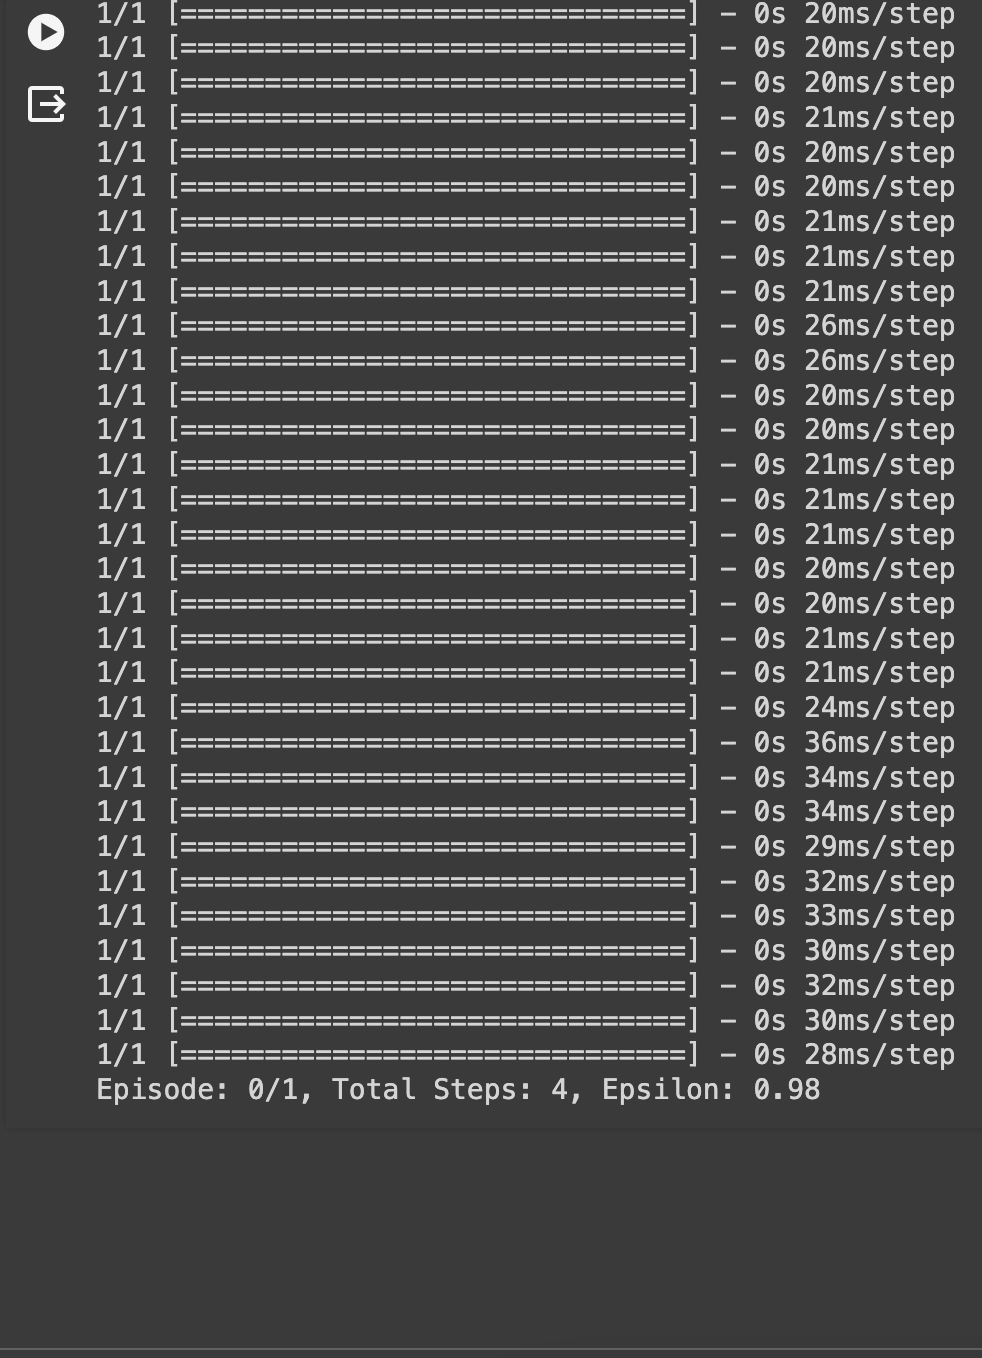 1/1 [==============================] - 0s 20ms/step
1/1 [==============================] - 0s 20ms/step
1/1 [==============================] - 0s 20ms/step
1/1 [==============================] - 0s 21ms/step
1/1 [==============================] - 0s 20ms/step
1/1 [==============================] - 0s 20ms/step
1/1 [==============================] - 0s 21ms/step
1/1 [==============================] - 0s 21ms/step
1/1 [==============================] - 0s 21ms/step
1/1 [==============================] - 0s 26ms/step
1/1 [==============================] - 0s 26ms/step
1/1 [==============================] - 0s 20ms/step
1/1 [==============================] - 0s 20ms/step
1/1 [==============================] - 0s 21ms/step
1/1 [==============================] - 0s 21ms/step
1/1 [==============================] - 0s 21ms/step
1/1 [==============================] - 0s 20ms/step
1/1 [==============================] - 0s 20ms/step
1/1 [==============================] - 0s 21ms/step
1/1 [==============================] - 0s 21ms/step
1/1 [==============================] - 0s 24ms/step
1/1 [==============================] - 0s 36ms/step
1/1 [==============================] - 0s 34ms/step
1/1 [==============================] - 0s 34ms/step
1/1 [==============================] - 0s 29ms/step
1/1 [==============================] - 0s 32ms/step
1/1 [==============================] - 0s 33ms/step
1/1 [==============================] - 0s 30ms/step
1/1 [==============================] - 0s 32ms/step
1/1 [==============================] - 0s 30ms/step
1/1 [==============================] - 0s 28ms/step
Episode: 0/1, Total Steps: 4, Epsilon: 0.98